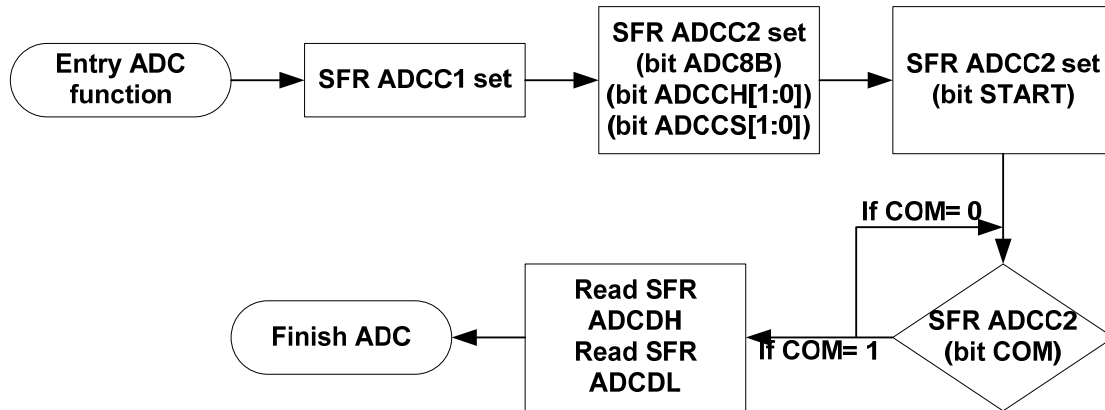 Entry ADC
function
SFR ADCC1 set
SFR ADCC2 set
(bit ADC8B)
(bit ADCCH[1:0])
(bit ADCCS[1:0])
SFR ADCC2 set
(bit START)
If COM= 0
SFR ADCC2
(bit COM)
If COM= 1
Read SFR
ADCDH
Read SFR
ADCDL
Finish ADC